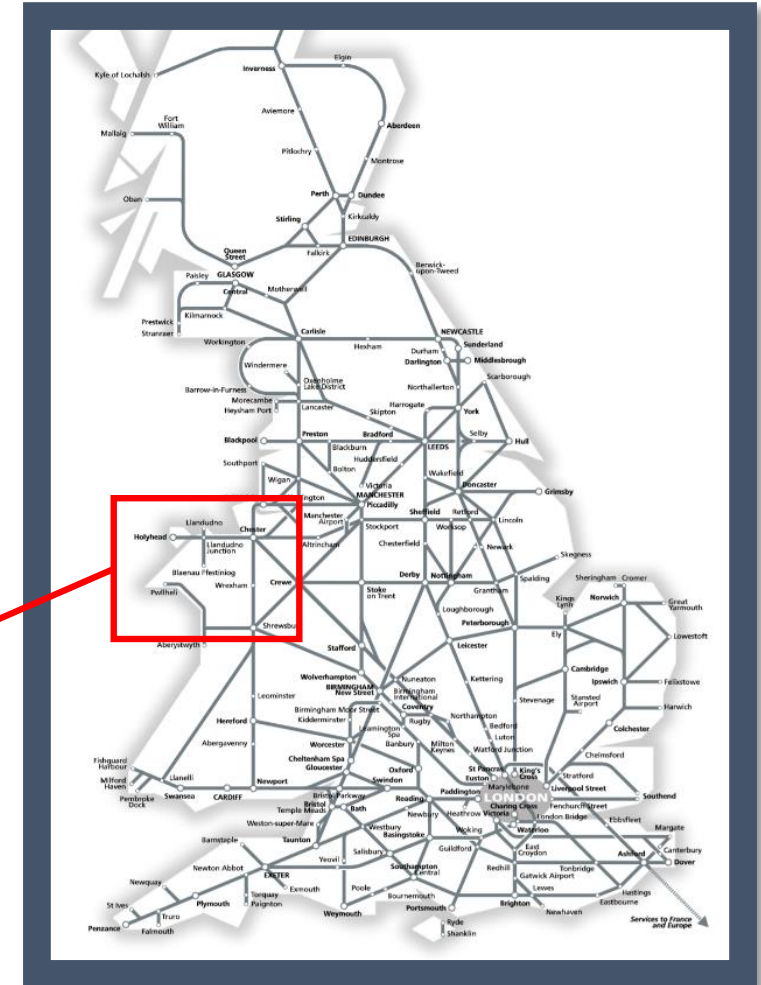 Elgin
Inverness
Kyle of Lochalsh
Aviemore
Fort
William
Aberdeen
Mallaig
Pitlochry
Montrose
Perth
Dundee
Oban
Stirling
Kirkcaldy
EDINBURGH
Queen
Street
Falkirk
Berwick-
upon-Tweed
Paisley
GLASGOW
Central
Motherwell
Prestwick
Kilmarnock
Stranraer
Carlisle
NEWCASTLE
Workington
Hexham
Sunderland
Durham
Darlington
Middlesbrough
Windermere
Scarborough
Oxenholme
Lake District
Barrow-in-Furness
Northallerton
Morecambe
Heysham Port
Lancaster
Harrogate
Skipton
York
Blackpool
Preston
Bradford
LEEDS
Selby
Hull
Blackburn
Huddersfield
Southport
Bolton
Wakefield
Wigan
Victoria
Doncaster
MANCHESTER
Piccadilly
Grimsby
ington
Manchester
Airport
Sheffield
Retford
Lincoln
Llandudno
Stockport
Worksop
Holyhead
Chester
Llandudno
Junction
Altrincham
Chesterfield
Newark
Skegness
Blaenau Ffestiniog
Pwllheli
Wrexham
Crewe
Stoke
on Trent
Derby
Nottingham
Grantham
Spalding
Sheringham
Cromer
Kings
Lynn
Norwich
Great
Yarmouth
Loughborough
Shrewsbu
Peterborough
Ely
Lowestoft
Aberystwyth
Stafford
Leicester
Wolverhampton
BIRMINGHAM
New Street
Nuneaton
Birmingham
International
Kettering
Cambridge
Ipswich
Felixstowe
Leominster
Coventry
Stansted
Airport
Stevenage
Harwich
Birmingham Moor Street
Kidderminster
Rugby
Northampton
Hereford
Leamington
Spa
Bedford
Colchester
Worcester
Banbury
Milton
Keynes
Luton
Abergavenny
Watford Junction
Chelmsford
Fishguard
Harbour
Cheltenham Spa
Gloucester
Oxford
St Pancras
Euston
King's
Cross
Stratford
Milford
Haven
Llanelli
Swindon
Marylebone
Liverpool Street
Pembroke
Dock
Swansea
CARDIFF
Newport
Bristol Parkway
Reading
Paddington
LONDON
Fenchurch Street
Southend
Bristol
Temple Meads
Bath
Charing Cross
Newbury
Heathrow
Victoria
London Bridge
Ebbsfleet
Weston-super-Mare
Westbury
Basingstoke
Woking
Waterloo
Margate
Barnstaple
Taunton
Salisbury
Guildford
East
Croydon
Canterbury
Yeovil
Ashford
Dover
Newton Abbot
EXETER
Southampton
Central
Redhill
Tonbridge
Gatwick Airport
Newquay
Exmouth
Poole
Lewes
Hastings
Torquay
Paignton
Bournemouth
Eastbourne
St Ives
Plymouth
Weymouth
Portsmouth
Brighton
Newhaven
Truro
Penzance
Falmouth
Ryde
Shanklin
Services to France
and Europe